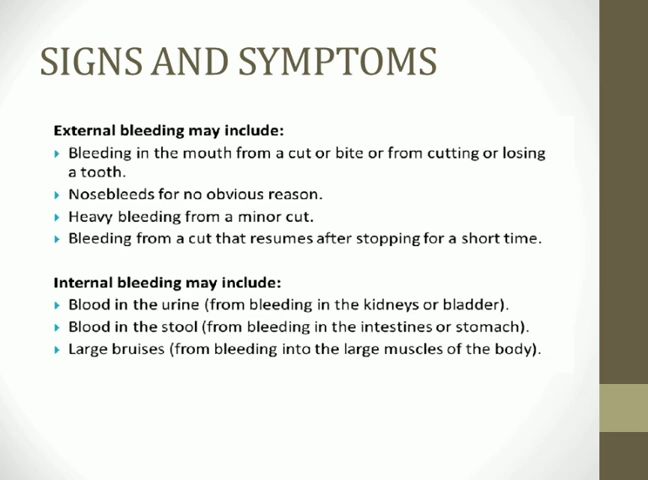 SIGNS AND SYMPTOMS
External bleeding may include:
Bleeding in the mouth from a cut or bite or from cutting or losing
a tooth.
Nosebleeds for no obvious reason.
Heavy bleeding from a minor cut.
Bleeding from a cut that resumes after stopping for a short time.
Internal bleeding may include:
Blood in the urine (from bleeding in the kidneys or bladder).
Blood in the stool (from bleeding in the intestines or stomach).
Large bruises (from bleeding into the large muscles of the body).